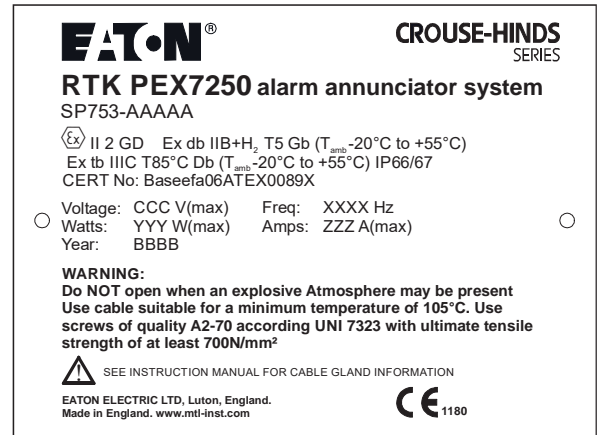 EATON®
CROUSE-HINDS
SERIES
RTK PEX7250 alarm annunciator system
SP753-AAAAA
Ex II 2 GD Ex db IIB+H2 T5 Gb (Tamb-20°C to +55°C)
Ex tb IIIC T85°C Db (Tamb-20°C to +55°C) IP66/67
CERT No: Baseefa06ATEX0089X
Voltage: CCC V(max) Freq: XXXX Hz
Watts: YYY W(max) Amps: ZZZ A(max)
Year: BBBB
WARNING:
Do NOT open when an explosive Atmosphere may be present
Use cable suitable for a minimum temperature of 105°C. Use
screws of quality A2-70 according UNI 7323 with ultimate tensile
strength of at least 700N/mm²
SEE INSTRUCTION MANUAL FOR CABLE GLAND INFORMATION
EATON ELECTRIC LTD, Luton, England.
Made in England. www.mtl-inst.com
CE 1180